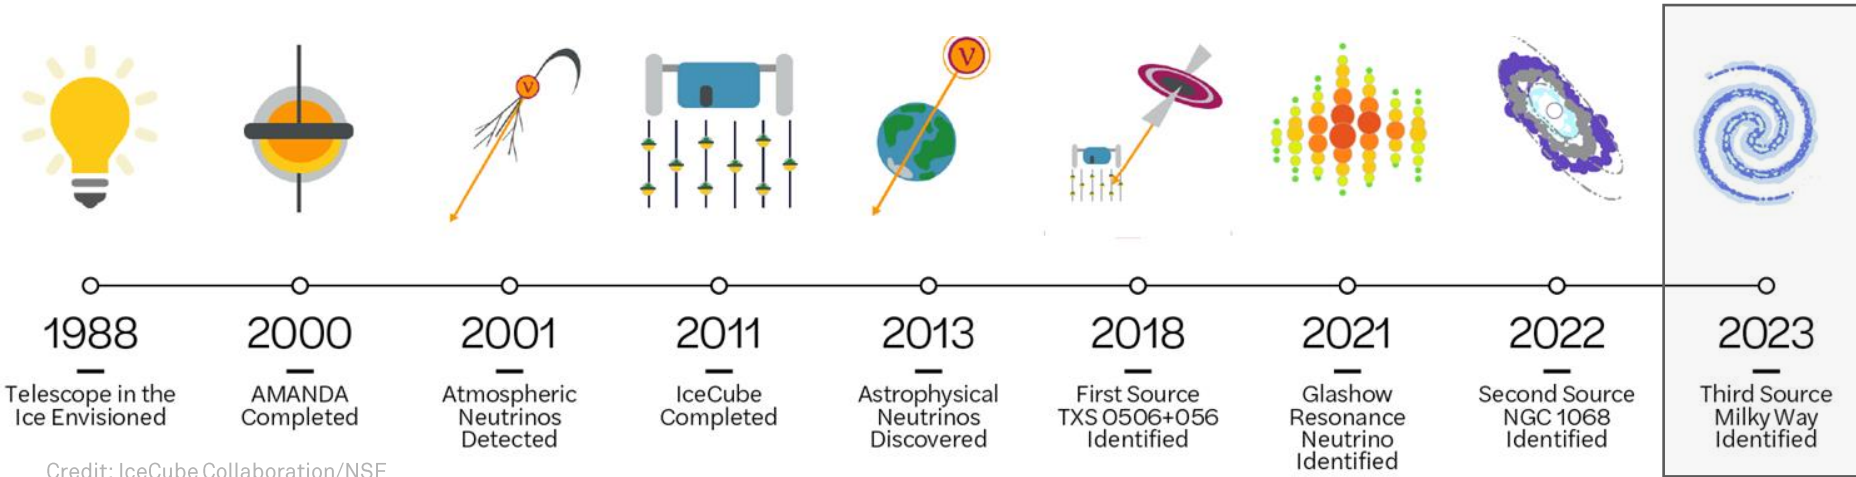 V
V
1988
Telescope in the
Ice Envisioned
2000
AMANDA
Completed
2001
Atmospheric
Neutrinos
Detected
2011
IceCube
Completed
2013
Astrophysical
Neutrinos
Discovered
2018
First Source
TXS 0506+056
Identified
2021
Glashow
Resonance
Neutrino
Identified
2022
Second Source
NGC 1068
Identified
2023
Third Source
Milky Way
Identified
Credit: IceCube Collaboration/NSF